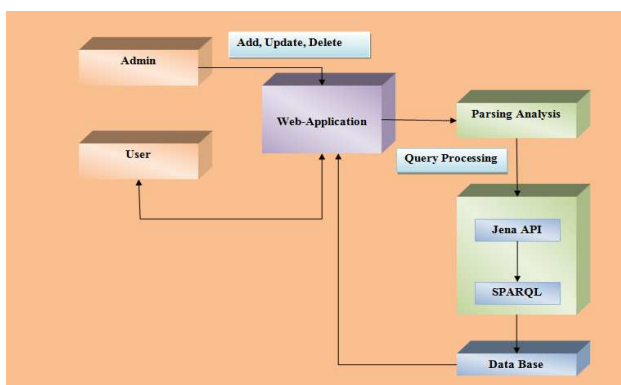 Add, Update, Delete
Admin
Web-Application
Parsing Analysis
User
Query Processing
Jena API
SPARQL
Data Base